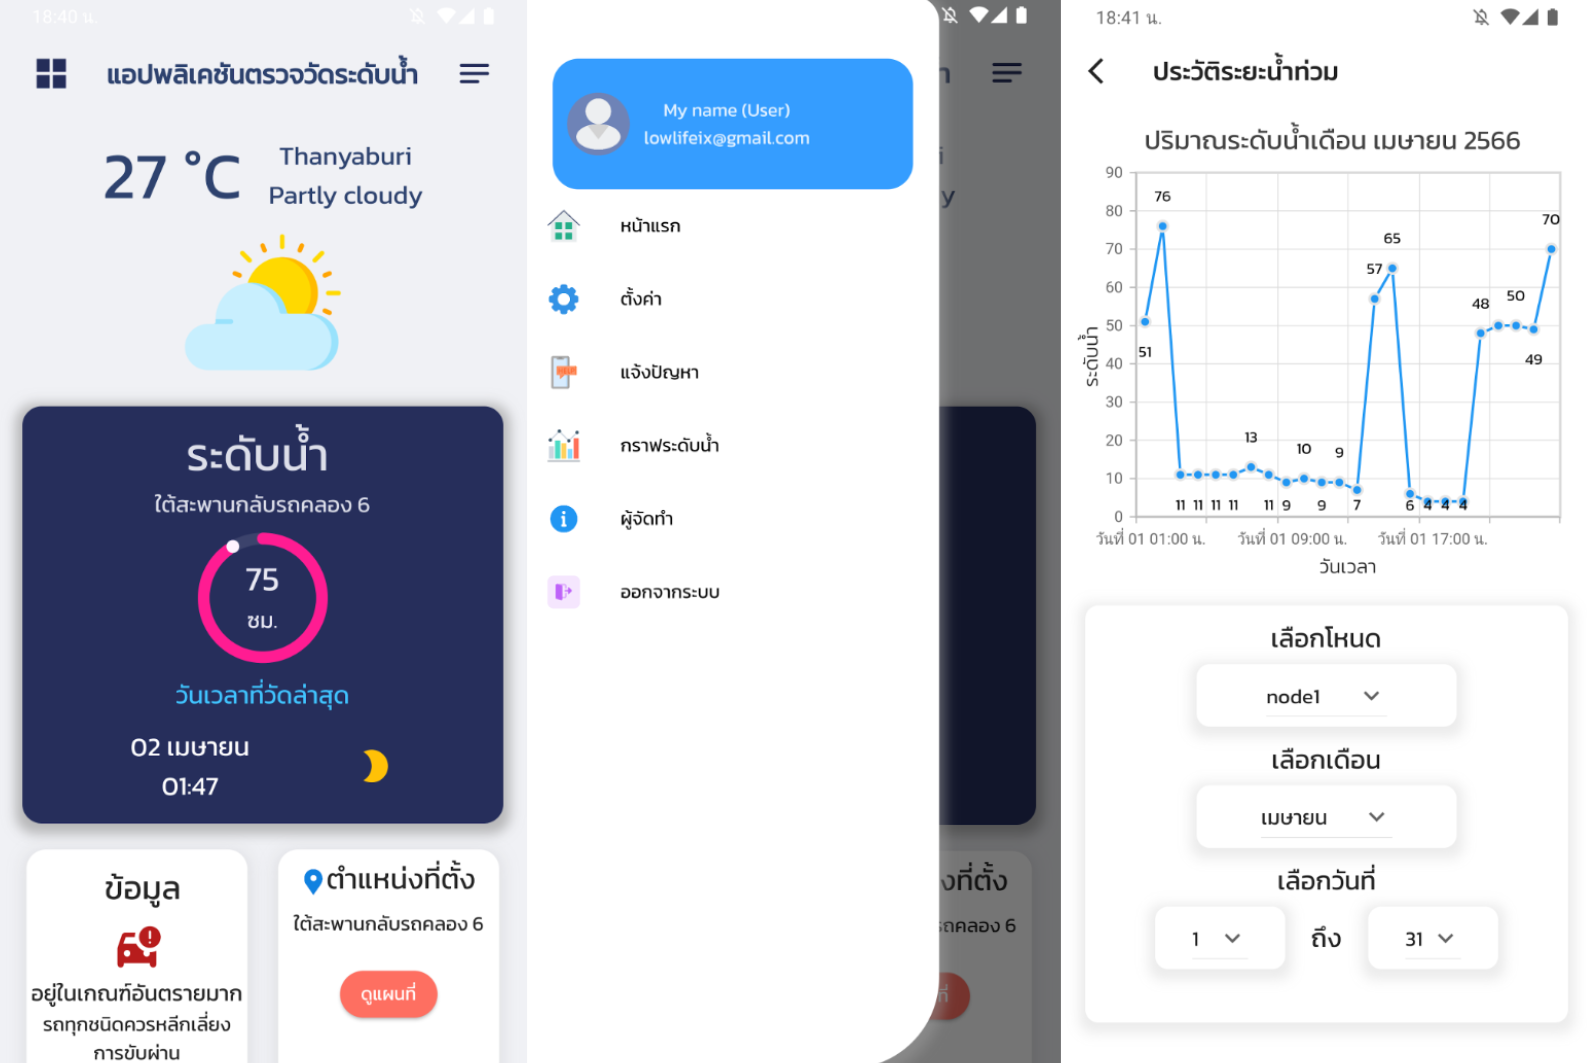 18:40 น.
แอปพลิเคชันตรวจวัดระดับน้ำ
27 °C
Thanyaburi
Partly cloudy
ระดับน้ำ
ใต้สะพานกลับรถคลอง 6
75
ซม.
วันเวลาที่วัดล่าสุด
02 เมษายน
01:47
ข้อมูล
อยู่ในเกณฑ์อันตรายมาก
รถทุกชนิดควรหลีกเลี่ยง
การขับผ่าน
ตำแหน่งที่ตั้ง
ใต้สะพานกลับรถคลอง 6
ดูแผนที่
My name (User)
lowlifeix@gmail.com
หน้าแรก
ตั้งค่า
แจ้งปัญหา
กราฟระดับน้ำ
ผู้จัดทำ
ออกจากระบบ
y
งที่ตั้ง
รถคลอง 6
ที่
18:41 น.
ประวัติระยะน้ำท่วม
ปริมาณระดับน้ำเดือน เมษายน 2566
90
80
70
60
50
40
30
20
10
0
ระดับน้ำ
51
76
11 11 11 11
13
11
9
10
9
9
7
57
65
6
4
4
4
48
50
49
70
วันที่ 01 01:00 น.
วันที่ 01 09:00 น.
วันที่ 01 17:00 น.
วันเวลา
เลือกโหนด
node1
เลือกเดือน
เมษายน
เลือกวันที่
1
ถึง
31